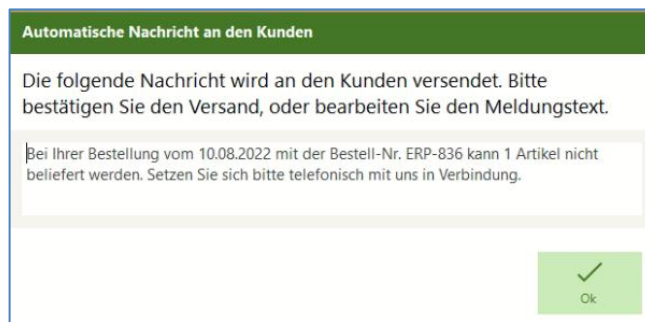 Automatische Nachricht an den Kunden
Die folgende Nachricht wird an den Kunden versendet. Bitte
bestätigen Sie den Versand, oder bearbeiten Sie den Meldungstext.
Bei Ihrer Bestellung vom 10.08.2022 mit der Bestell-Nr. ERP-836 kann 1 Artikel nicht
beliefert werden. Setzen Sie sich bitte telefonisch mit uns in Verbindung.
Ok